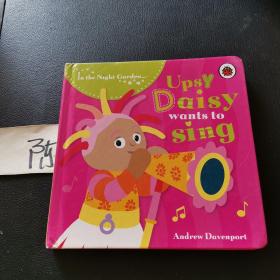 In the Night Garden...
Upsy
Daisy
wants to
sing
Andrew Davenport